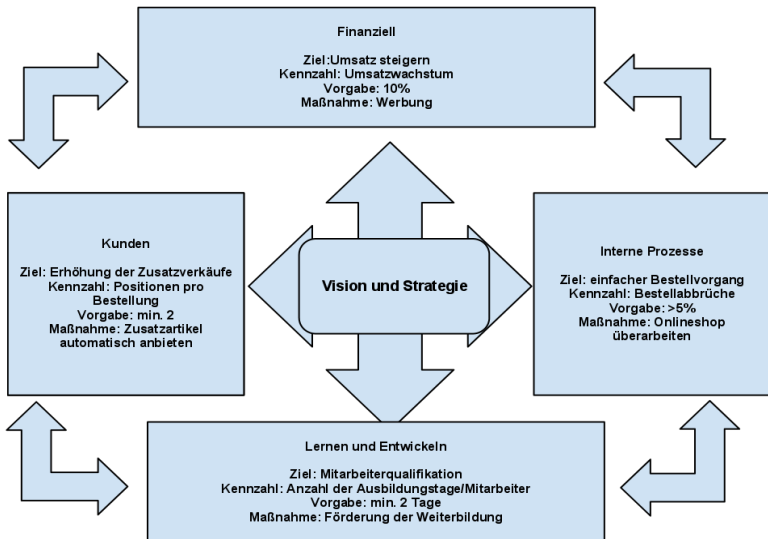 Finanziell
Ziel:Umsatz steigern
Kennzahl: Umsatzwachstum
Vorgabe: 10%
Maßnahme: Werbung
Kunden
Ziel: Erhöhung der Zusatzverkäufe
Kennzahl: Positionen pro
Bestellung
Vorgabe: min. 2
Maßnahme: Zusatzartikel
automatisch anbieten
Vision und Strategie
Interne Prozesse
Ziel: einfacher Bestellvorgang
Kennzahl: Bestellabbrüche
Vorgabe: >5%
Maßnahme: Onlineshop
überarbeiten
Lernen und Entwickeln
Ziel: Mitarbeiterqualifikation
Kennzahl: Anzahl der Ausbildungstage/Mitarbeiter
Vorgabe: min. 2 Tage
Maßnahme: Förderung der Weiterbildung